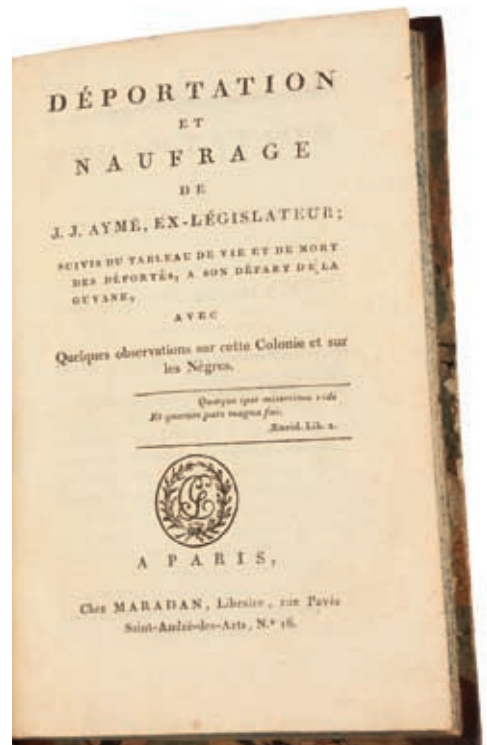 DÉPORTATION
ET
NAUFRAGE
DE
J. J. AYMÉ, EX-LÉGISLATEUR;
SUIVIS DU TABLEAU DE VIE ET DE MORT
DES DÉPORTÉS, A SON DÉPART DE LA
GUYANE,
AVEC
Quelques observations sur cette Colonie et sur
les Nègres.
Quæque ipse miserrima vidi
Et quorum pars magna fui.
Æneid. Lib. 2.
A PARIS,
Chez MARADAN, Libraire, rue Pavée
Saint-André-des-Arts, N.º 16.